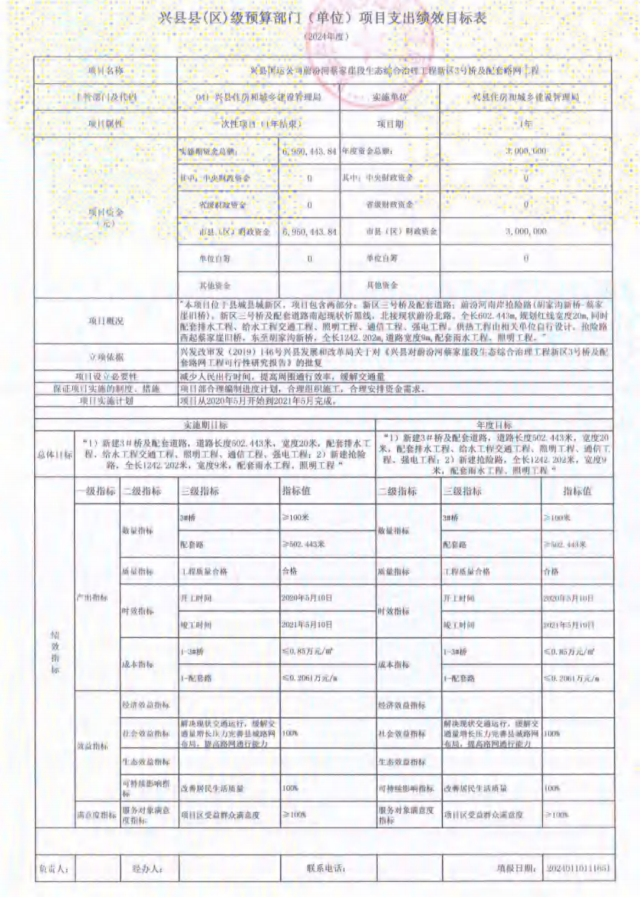 兴县县(区)级预算部门（单位）项目支出绩效目标表
（2024年度）
项目名称
主管部门及代码 041 兴县住房和城乡建设管理局 实施单位 兴县住房和城乡建设管理局
项目属性 一次性项目 项目期 1年
项目资金
（元）
实施期资金总额： 6,950,443.84 年度资金总额： 3,000,000
其中：中央财政资金 0 其中：中央财政资金 0
省级财政资金 0 省级财政资金 0
市县（区）财政资金 6,950,443.84 市县（区）财政资金 3,000,000
单位自筹 0 单位自筹 0
其他资金 其他资金
项目概况
"本项目位于县城县城新区，项目包含两部分：新区三号桥及配套道路；蔚汾河南岸抢险路(胡家沟新桥-蔡家
崖旧桥)。新区三号桥及配套道路南起现状忻黑线，北接现状蔚汾北路，全长502.443m,规划红线宽度20m,同时
配套排水工程、给水工程交通工程、照明工程、通信工程、强电工程，供热工程由相关单位自行设计。抢险路
西起蔡家崖旧桥，东至胡家沟新桥，全长1242.202m,道路宽度9m,配套雨水工程、照明工程。"
立项依据
兴发改审发（2019）146号兴县发展和改革局关于对《兴县对蔚汾河蔡家崖段生态综合治理工程新区3号桥及配
套路网工程可行性研究报告》的批复
项目设立必要性 减少人民出行时间，提高周围通行效率，缓解交通量
保证项目实施的制度、措施 项目部合理编制进度计划，合理组织施工，合理安排资金需求。
项目实施计划 项目从2020年5月开始到2021年5月完成。
实施期目标 年度目标
总体目标
"1）新建3#桥及配套道路，道路长度502.443米，宽度20米，配套排水工
程、给水工程交通工程、照明工程、通信工程、强电工程；2）新建抢险
路，全长1242.202米，宽度9米，配套雨水工程、照明工程"
"1）新建3#桥及配套道路，道路长度502.443米，宽度20
米，配套排水工程、给水工程交通工程、照明工程、通信工
程、强电工程；2）新建抢险路，全长1242.202米，宽度9
米，配套雨水工程、照明工程"
绩效指标
一级指标 二级指标 三级指标 指标值 二级指标 三级指标 指标值
产出指标
数量指标 3#桥 ≥100米 数量指标 3#桥 ≥100米
配套路 ≥502.443米 配套路 ≥502.443米
质量指标 工程质量合格 合格 质量指标 工程质量合格 合格
时效指标 开工时间 2020年5月10日 时效指标 开工时间 2020年5月10日
竣工时间 2021年5月10日 竣工时间 2021年5月10日
成本指标 1-3#桥 ≤0.85万元/㎡ 成本指标 1-3#桥 ≤0.85万元/㎡
1-配套路 ≤0.2061万元/m 1-配套路 ≤0.2061万元/m
效益指标
经济效益指标 经济效益指标
社会效益指标 解决现状交通运行，缓解交
通量增长压力完善县城路网
布局，提高路网通行能力 100% 社会效益指标 解决现状交通运行，缓解交
通量增长压力完善县城路网
布局，提高路网通行能力 100%
生态效益指标 生态效益指标
可持续影响指标 改善居民生活质量 100% 可持续影响指标 改善居民生活质量 100%
满意度指标 服务对象满意度指标 项目区受益群众满意度 ≥100% 服务对象满意度指标 项目区受益群众满意度 ≥100%
负责人： 经办人： 联系电话： 填报日期：